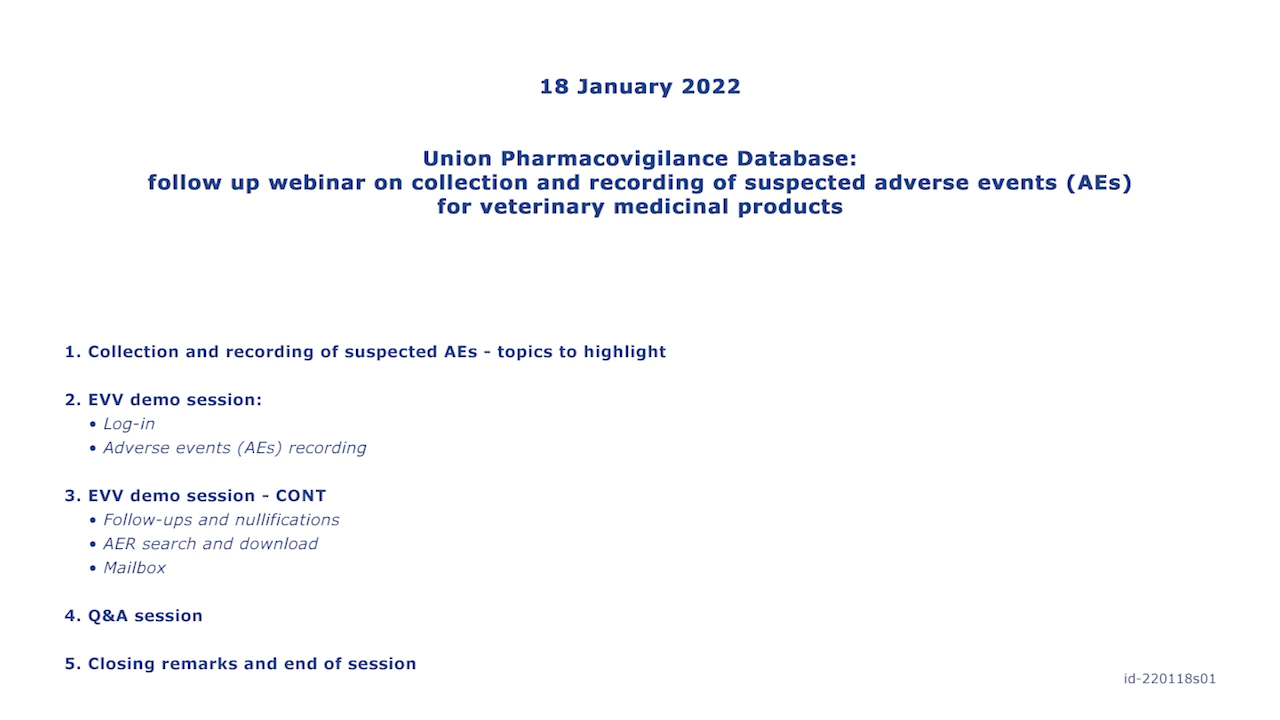 18 January 2022
Union Pharmacovigilance Database:
follow up webinar on collection and recording of suspected adverse events (AEs)
for veterinary medicinal products
1. Collection and recording of suspected AEs - topics to highlight
2. EVV demo session:
• Log-in
• Adverse events (AEs) recording
3. EVV demo session - CONT
• Follow-ups and nullifications
• AER search and download
• Mailbox
4. Q&A session
5. Closing remarks and end of session
id-220118s01